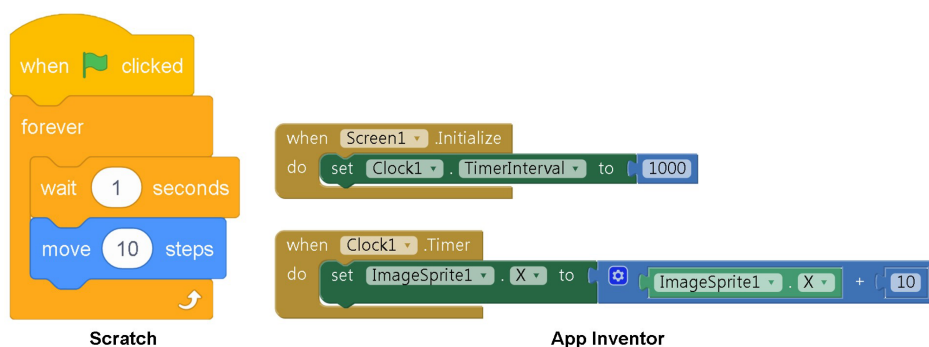 when clicked
forever
wait 1 seconds
move 10 steps
Scratch
when Screen1 .Initialize
do set Clock1 . TimerInterval to 1000
when Clock1 .Timer
do set ImageSprite1 . X to ImageSprite1 . X + 10
App Inventor